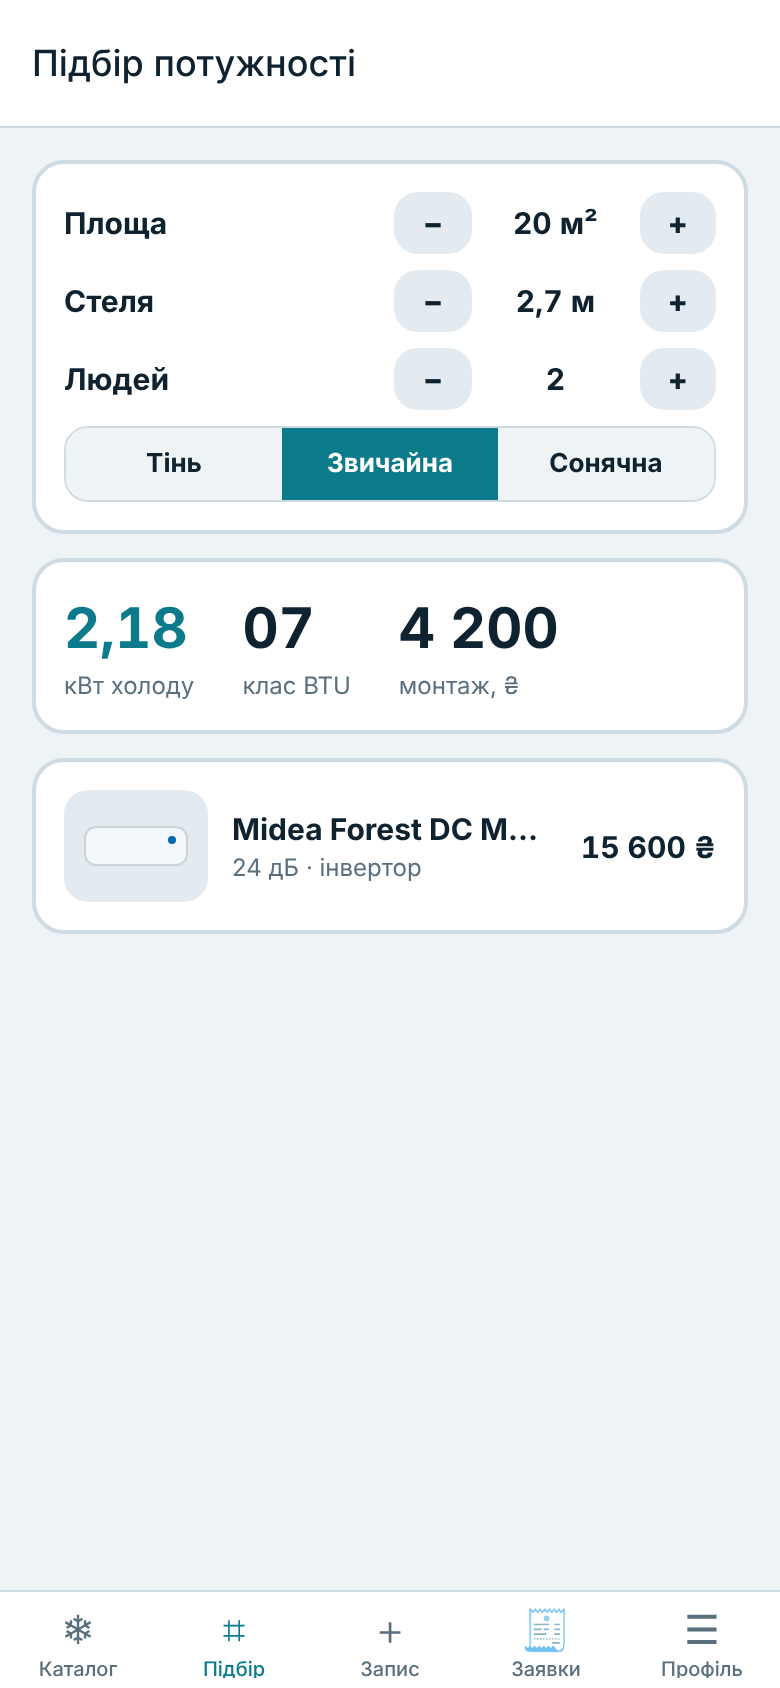 Підбір потужності
Площа − 20 м² +
Стеля − 2,7 м +
Людей − 2 +
Тінь Звичайна Сонячна
2,18 07 4 200
кВт холоду клас BTU монтаж, ₴
Midea Forest DC M...
24 дБ · інвертор
15 600 ₴
Каталог Підбір Запис Заявки Профіль